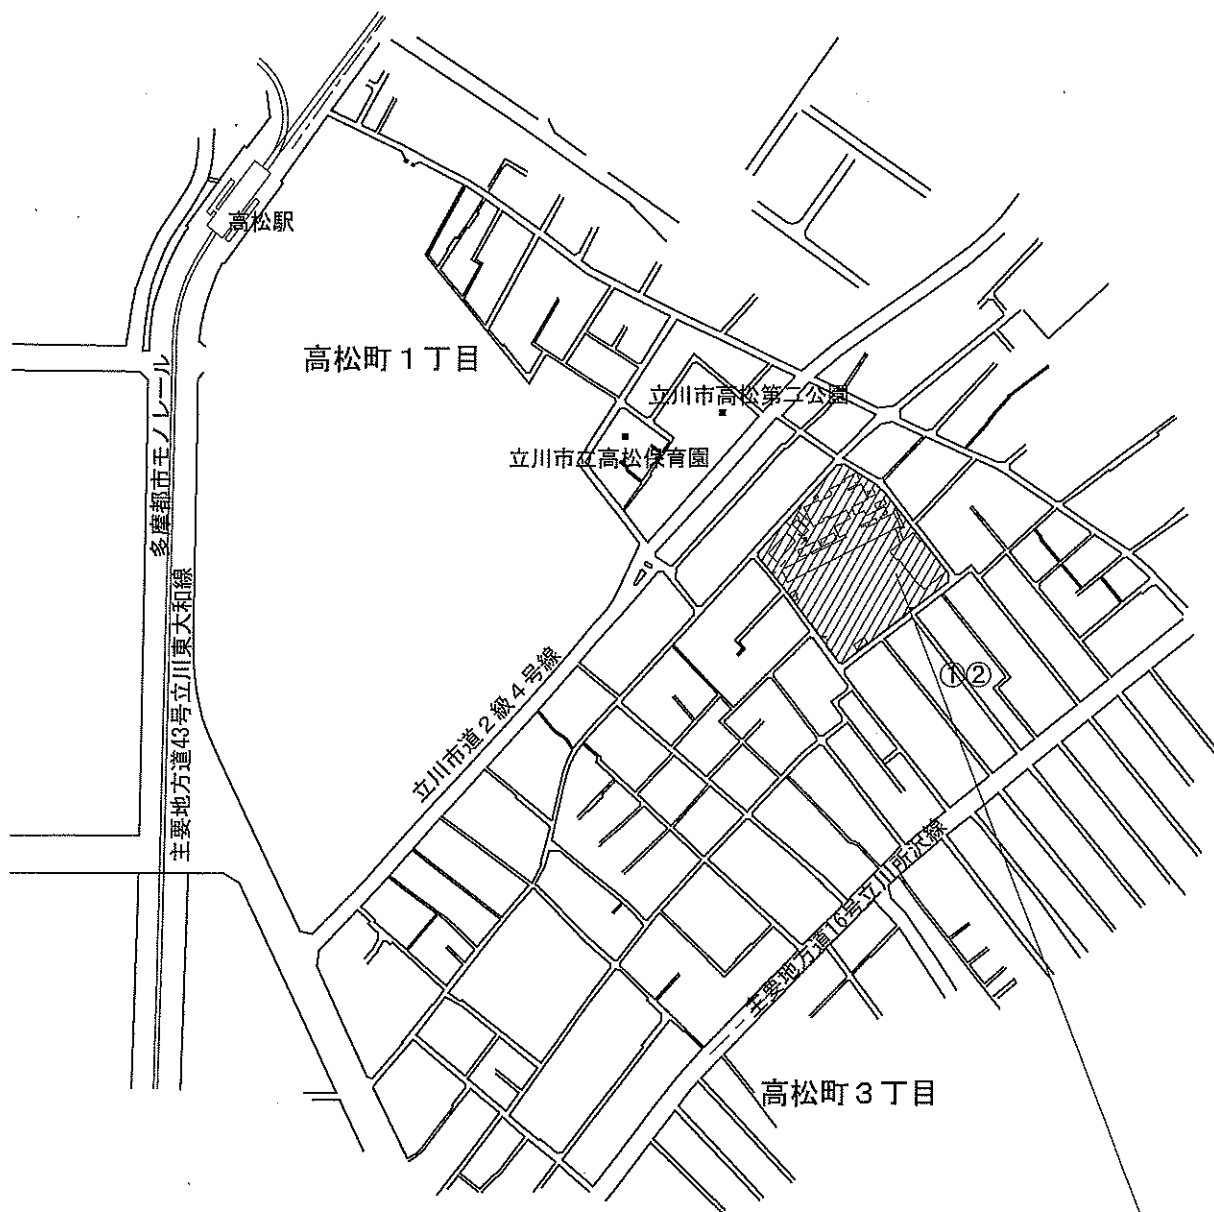 高松駅
高松町1丁目
立川市高松第二公園
立川市立高松保育園
多摩都市モノレール
主要地方道43号立川東大和線
立川市道2級4号線
①②
主要地方道16号立川所沢線
高松町3丁目